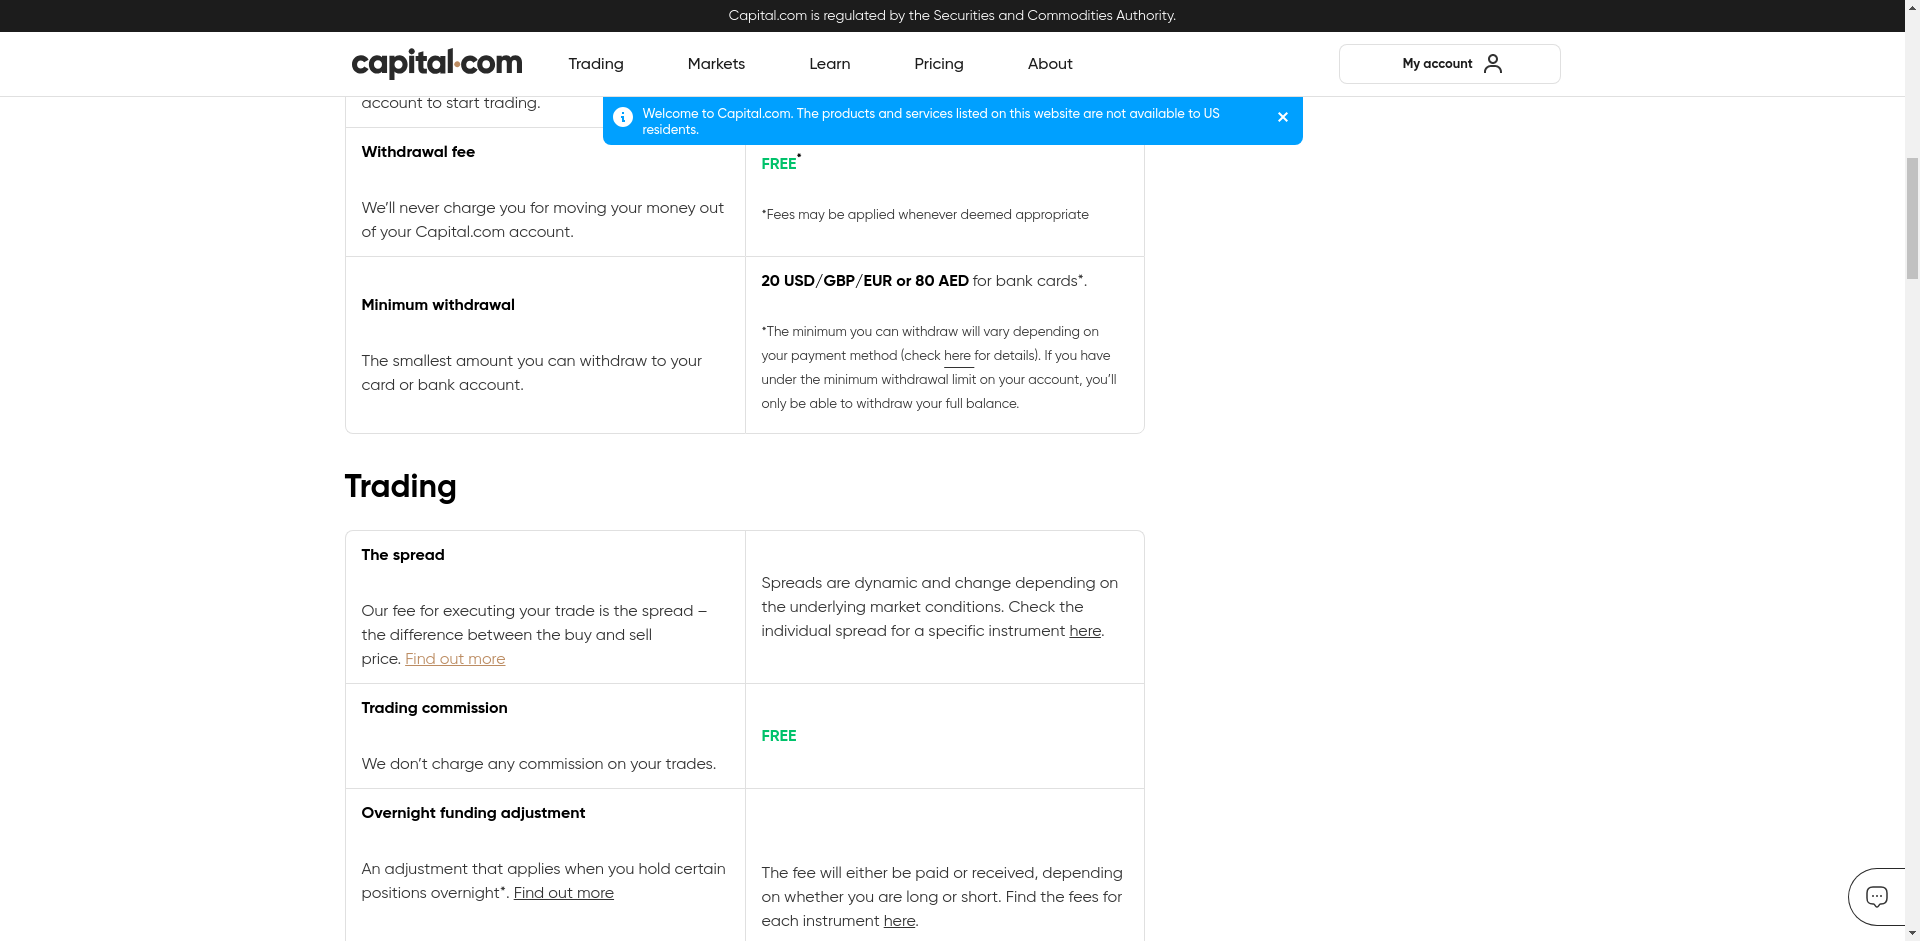 Capital.com is regulated by the Securities and Commodities Authority.
capital.com
Trading
Markets
Learn
Pricing
About
My account
account to start trading.
Welcome to Capital.com. The products and services listed on this website are not available to US
residents.
Withdrawal fee
We’ll never charge you for moving your money out
of your Capital.com account.
FREE*
*Fees may be applied whenever deemed appropriate
Minimum withdrawal
The smallest amount you can withdraw to your
card or bank account.
20 USD/GBP/EUR or 80 AED for bank cards*.
*The minimum you can withdraw will vary depending on
your payment method (check here for details). If you have
under the minimum withdrawal limit on your account, you’ll
only be able to withdraw your full balance.
Trading
The spread
Our fee for executing your trade is the spread –
the difference between the buy and sell
price. Find out more
Spreads are dynamic and change depending on
the underlying market conditions. Check the
individual spread for a specific instrument here.
Trading commission
We don’t charge any commission on your trades.
FREE
Overnight funding adjustment
An adjustment that applies when you hold certain
positions overnight*. Find out more
The fee will either be paid or received, depending
on whether you are long or short. Find the fees for
each instrument here.